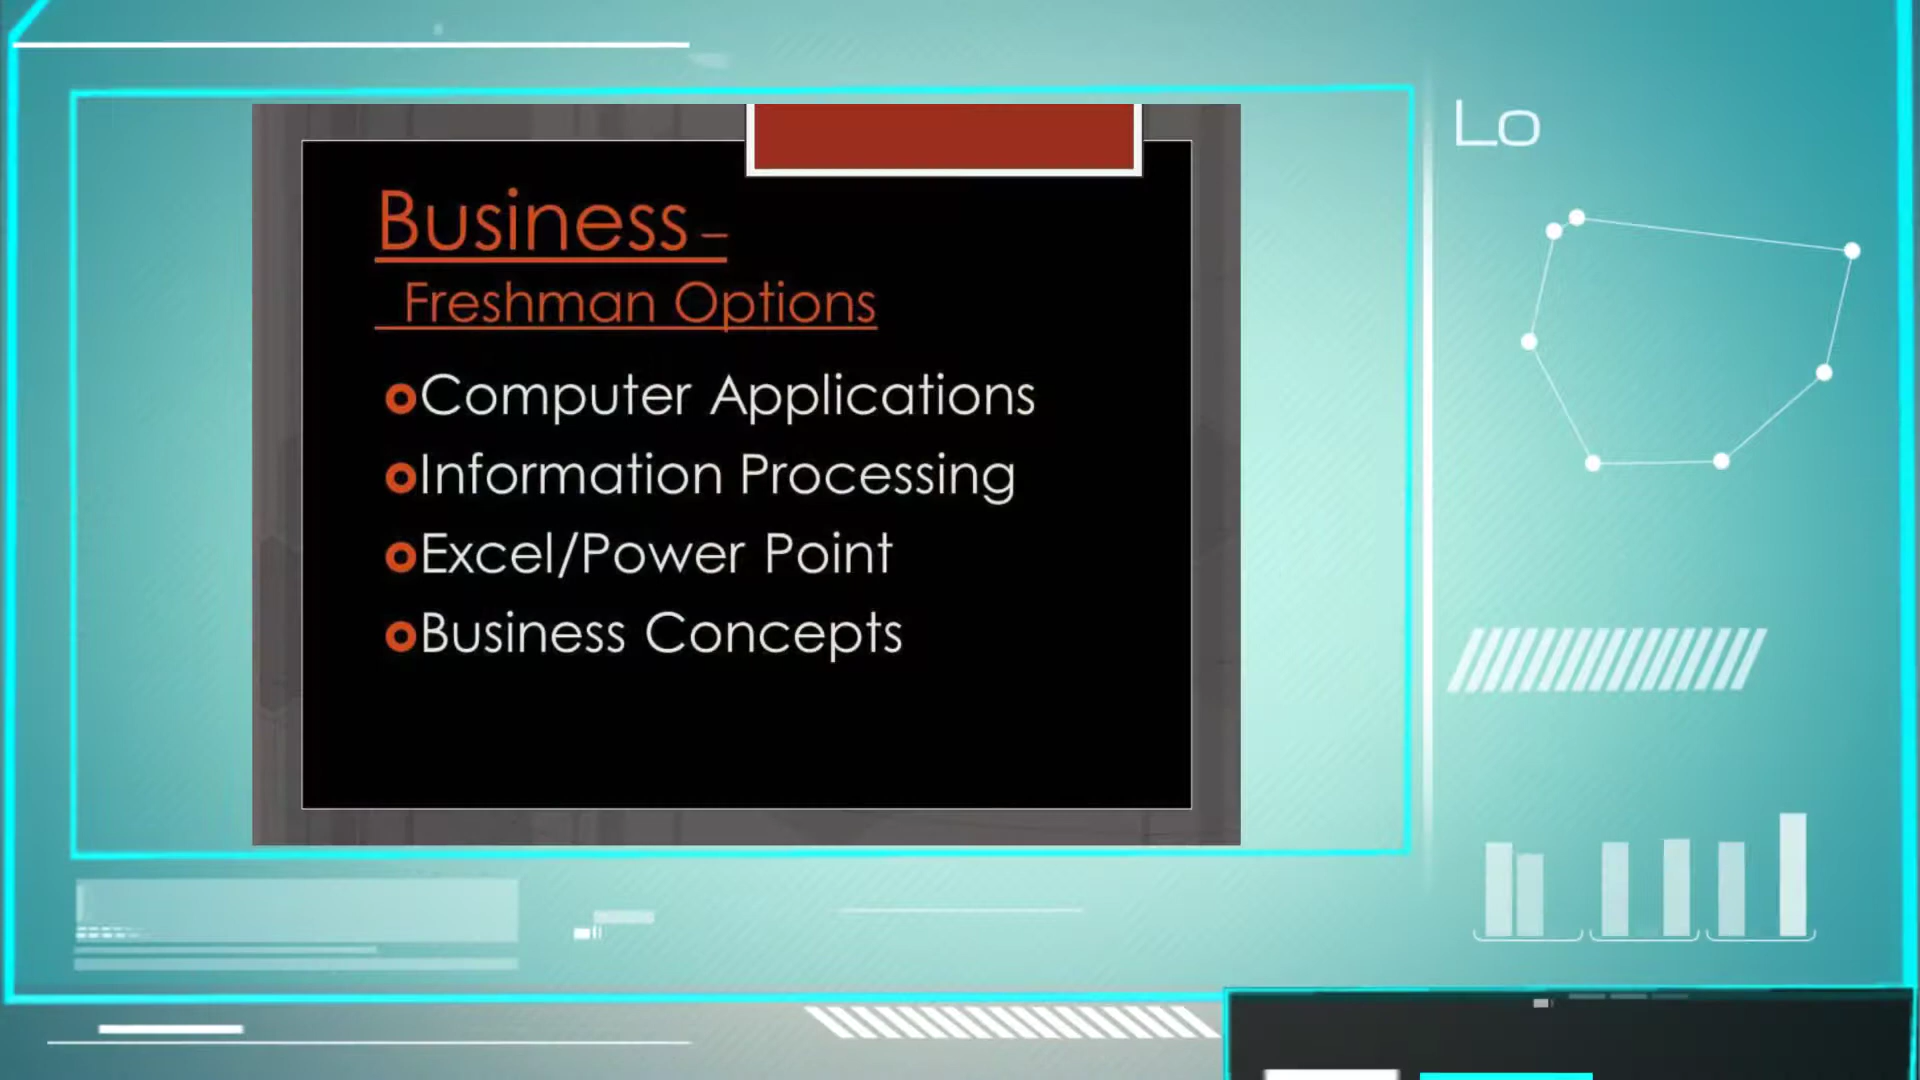 Business –
Freshman Options
Computer Applications
Information Processing
Excel/Power Point
Business Concepts
Lo